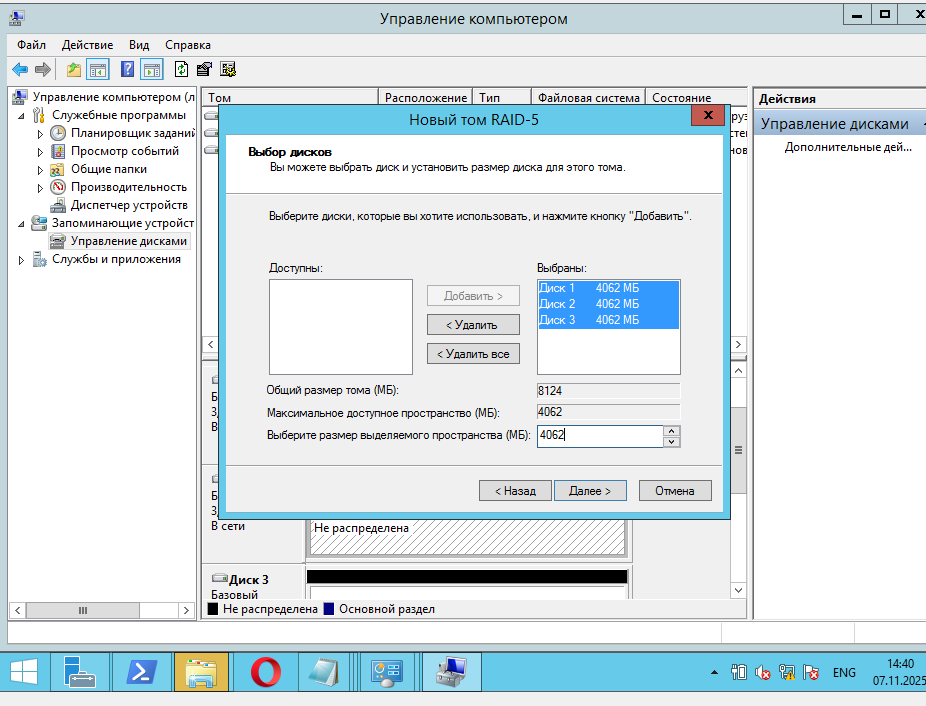 Управление компьютером
Файл Действие Вид Справка
Управление компьютером (л
Служебные программы
Планировщик заданий
Просмотр событий
Общие папки
Производительность
Диспетчер устройств
Запоминающие устройст
Управление дисками
Службы и приложения
Том Расположение Тип Файловая система Состояние
Действия
Управление дисками
Дополнительные дей...
Новый том RAID-5
Выбор дисков
Вы можете выбрать диск и установить размер диска для этого тома.
Выберите диски, которые вы хотите использовать, и нажмите кнопку "Добавить".
Доступны:
Выбраны:
Добавить >
< Удалить
< Удалить все
Диск 1 4062 МБ
Диск 2 4062 МБ
Диск 3 4062 МБ
Общий размер тома (МБ): 8124
Максимальное доступное пространство (МБ): 4062
Выберите размер выделяемого пространства (МБ): 4062
< Назад Далее > Отмена
В сети
Не распределена
Диск 3
Базовый
Не распределена Основной раздел
ENG
14:40
07.11.2025